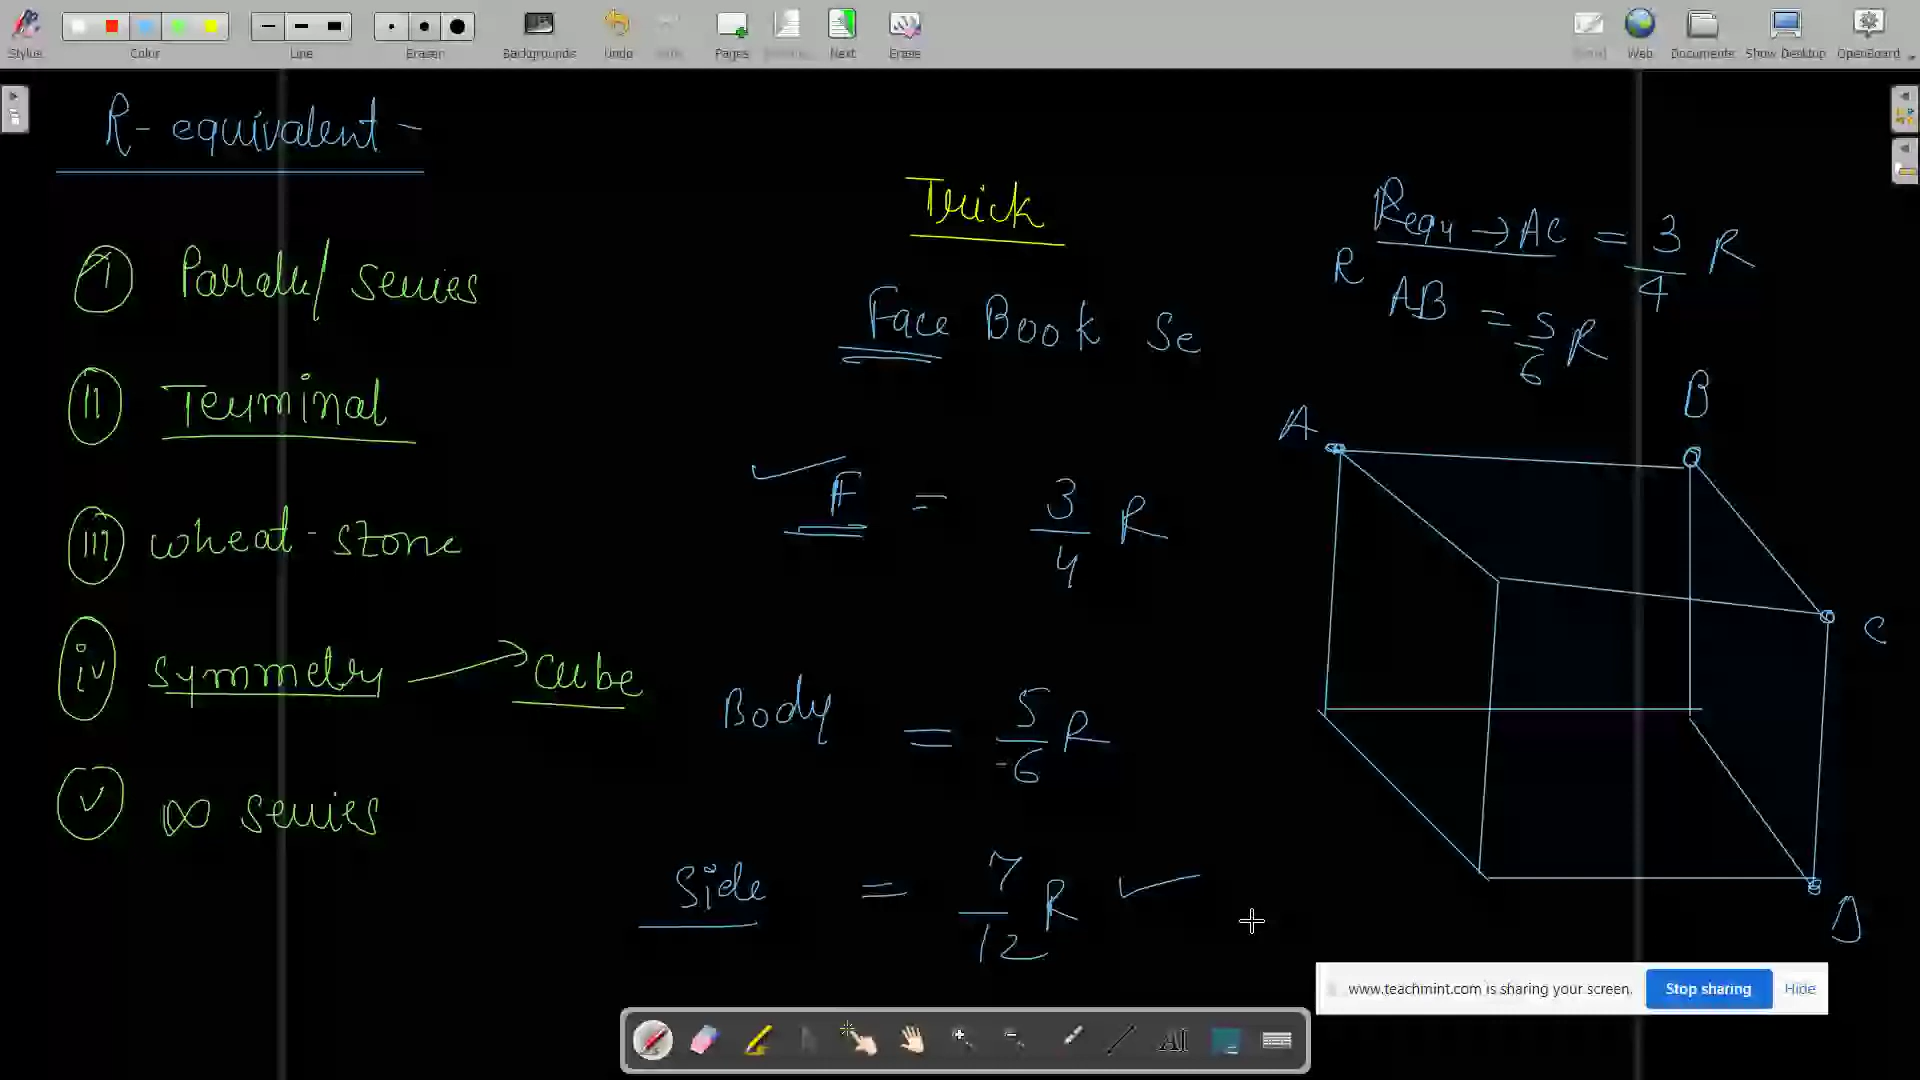 Stylus Color Line Eraser Backgrounds Undo Pages Next Erase Web Documents Show Desktop OpenBoard
R- equivalent -
I Parallel/ series
II Terminal
III wheat-stone
iv symmetry → cube
v ∞ series
Trick
Face Book Se
F = 3/4 R
Body = 5/6 R
Side = 7/12 R
Requ → AC = 3/4 R
R AB = 5/6 R
A
B
C
D
www.teachmint.com is sharing your screen. Stop sharing Hide
AI